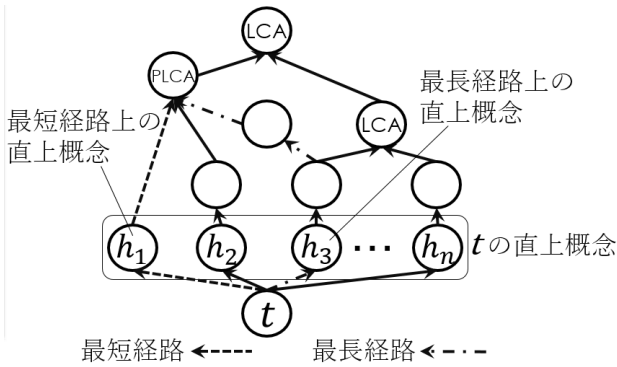 LCA
PLCA
最長経路上の
直上概念
最短経路上の
直上概念
LCA
h₁ h₂ h₃ ⋯ hₙ tの直上概念
t
最短経路 最長経路